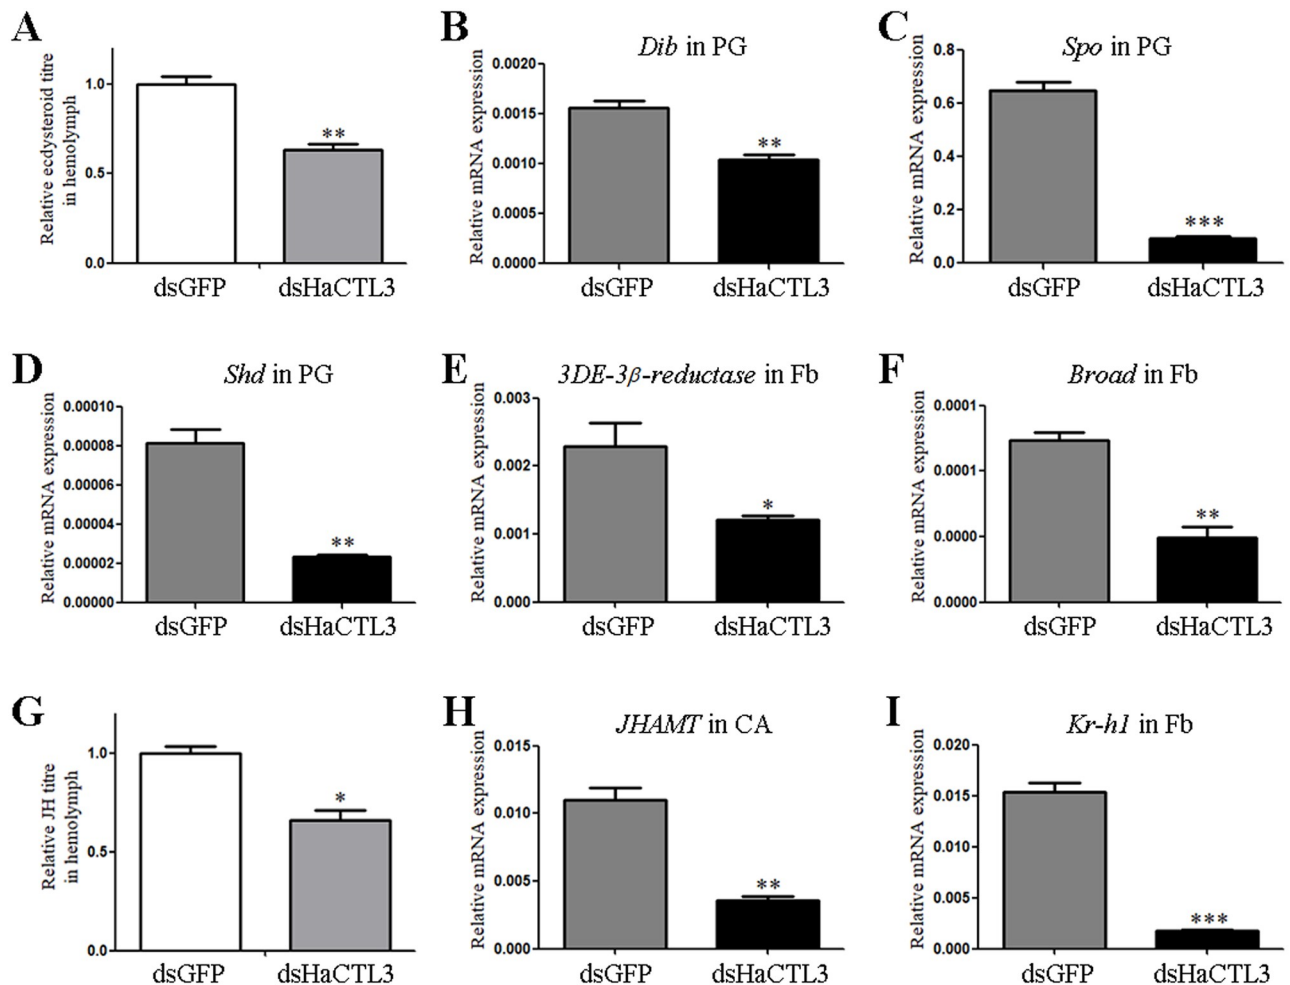 A
Relative ecdysteroid titre
in hemolymph
1.0
0.5
0.0
**
dsGFP
dsHaCTL3
B
Dib in PG
Relative mRNA expression
0.0020
0.0015
0.0010
0.0005
0.0000
**
dsGFP
dsHaCTL3
C
Spo in PG
Relative mRNA expression
0.8
0.6
0.4
0.2
0.0
***
dsGFP
dsHaCTL3
D
Shd in PG
Relative mRNA expression
0.00010
0.00008
0.00006
0.00004
0.00002
0.00000
**
dsGFP
dsHaCTL3
E
3DE-3β-reductase in Fb
Relative mRNA expression
0.003
0.002
0.001
0.000
*
dsGFP
dsHaCTL3
F
Broad in Fb
Relative mRNA expression
0.0001
0.0001
0.0000
0.0000
**
dsGFP
dsHaCTL3
G
Relative JH titre
in hemolymph
1.0
0.5
0.0
*
dsGFP
dsHaCTL3
H
JHAMT in CA
Relative mRNA expression
0.015
0.010
0.005
0.000
**
dsGFP
dsHaCTL3
I
Kr-h1 in Fb
Relative mRNA expression
0.020
0.015
0.010
0.005
0.000
***
dsGFP
dsHaCTL3